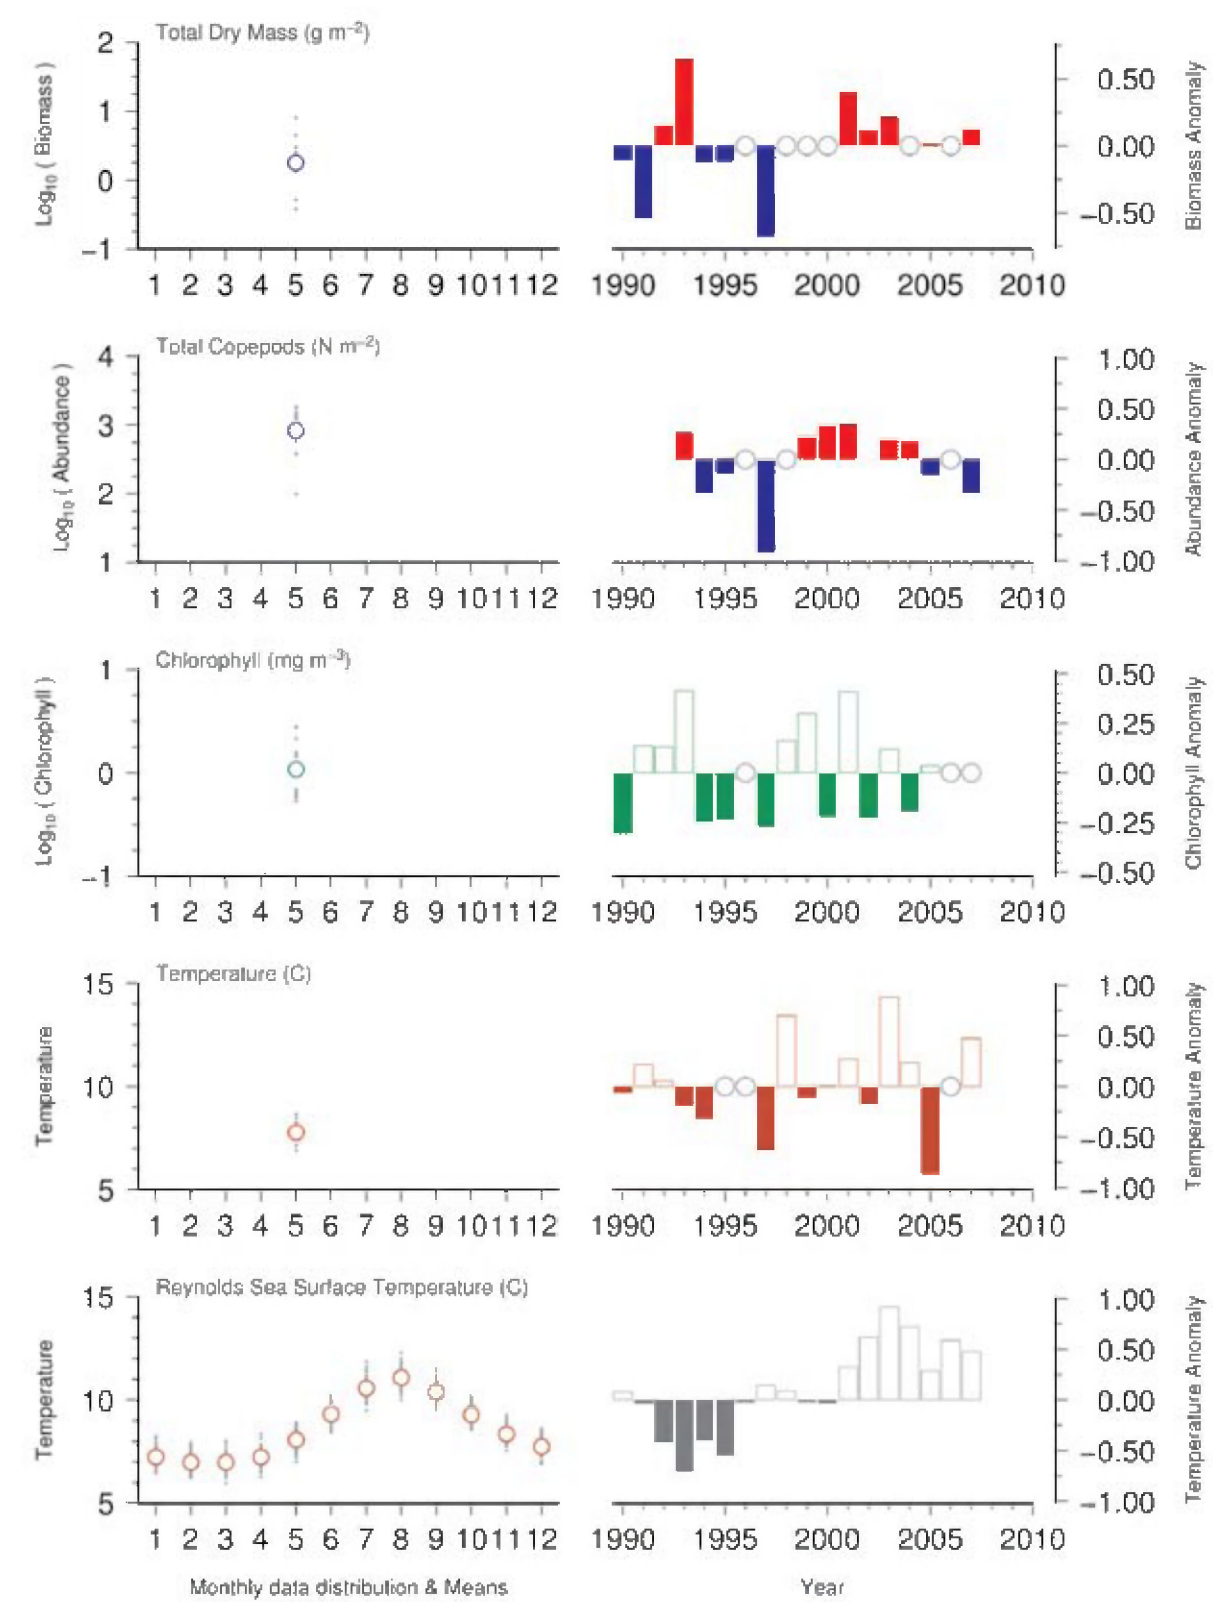 Total Dry Mass (g m⁻²)
Log₁₀ ( Biomass )
2
1
0
−1
1 2 3 4 5 6 7 8 9 10 11 12
0.50
0.00
−0.50
Biomass Anomaly
1990 1995 2000 2005 2010
Total Copepods (N m⁻²)
Log₁₀ ( Abundance )
4
3
2
1
1 2 3 4 5 6 7 8 9 10 11 12
1.00
0.50
0.00
−0.50
−1.00
Abundance Anomaly
1990 1995 2000 2005 2010
Chlorophyll (mg m⁻³)
Log₁₀ ( Chlorophyll )
1
0
−1
1 2 3 4 5 6 7 8 9 10 11 12
0.50
0.25
0.00
−0.25
−0.50
Chlorophyll Anomaly
1990 1995 2000 2005 2010
Temperature (C)
Temperature
15
10
5
1 2 3 4 5 6 7 8 9 10 11 12
1.00
0.50
0.00
−0.50
−1.00
Temperature Anomaly
1990 1995 2000 2005 2010
Reynolds Sea Surface Temperature (C)
Temperature
15
10
5
1 2 3 4 5 6 7 8 9 10 11 12
Monthly data distribution & Means
1.00
0.50
0.00
−0.50
−1.00
Temperature Anomaly
1990 1995 2000 2005 2010
Year